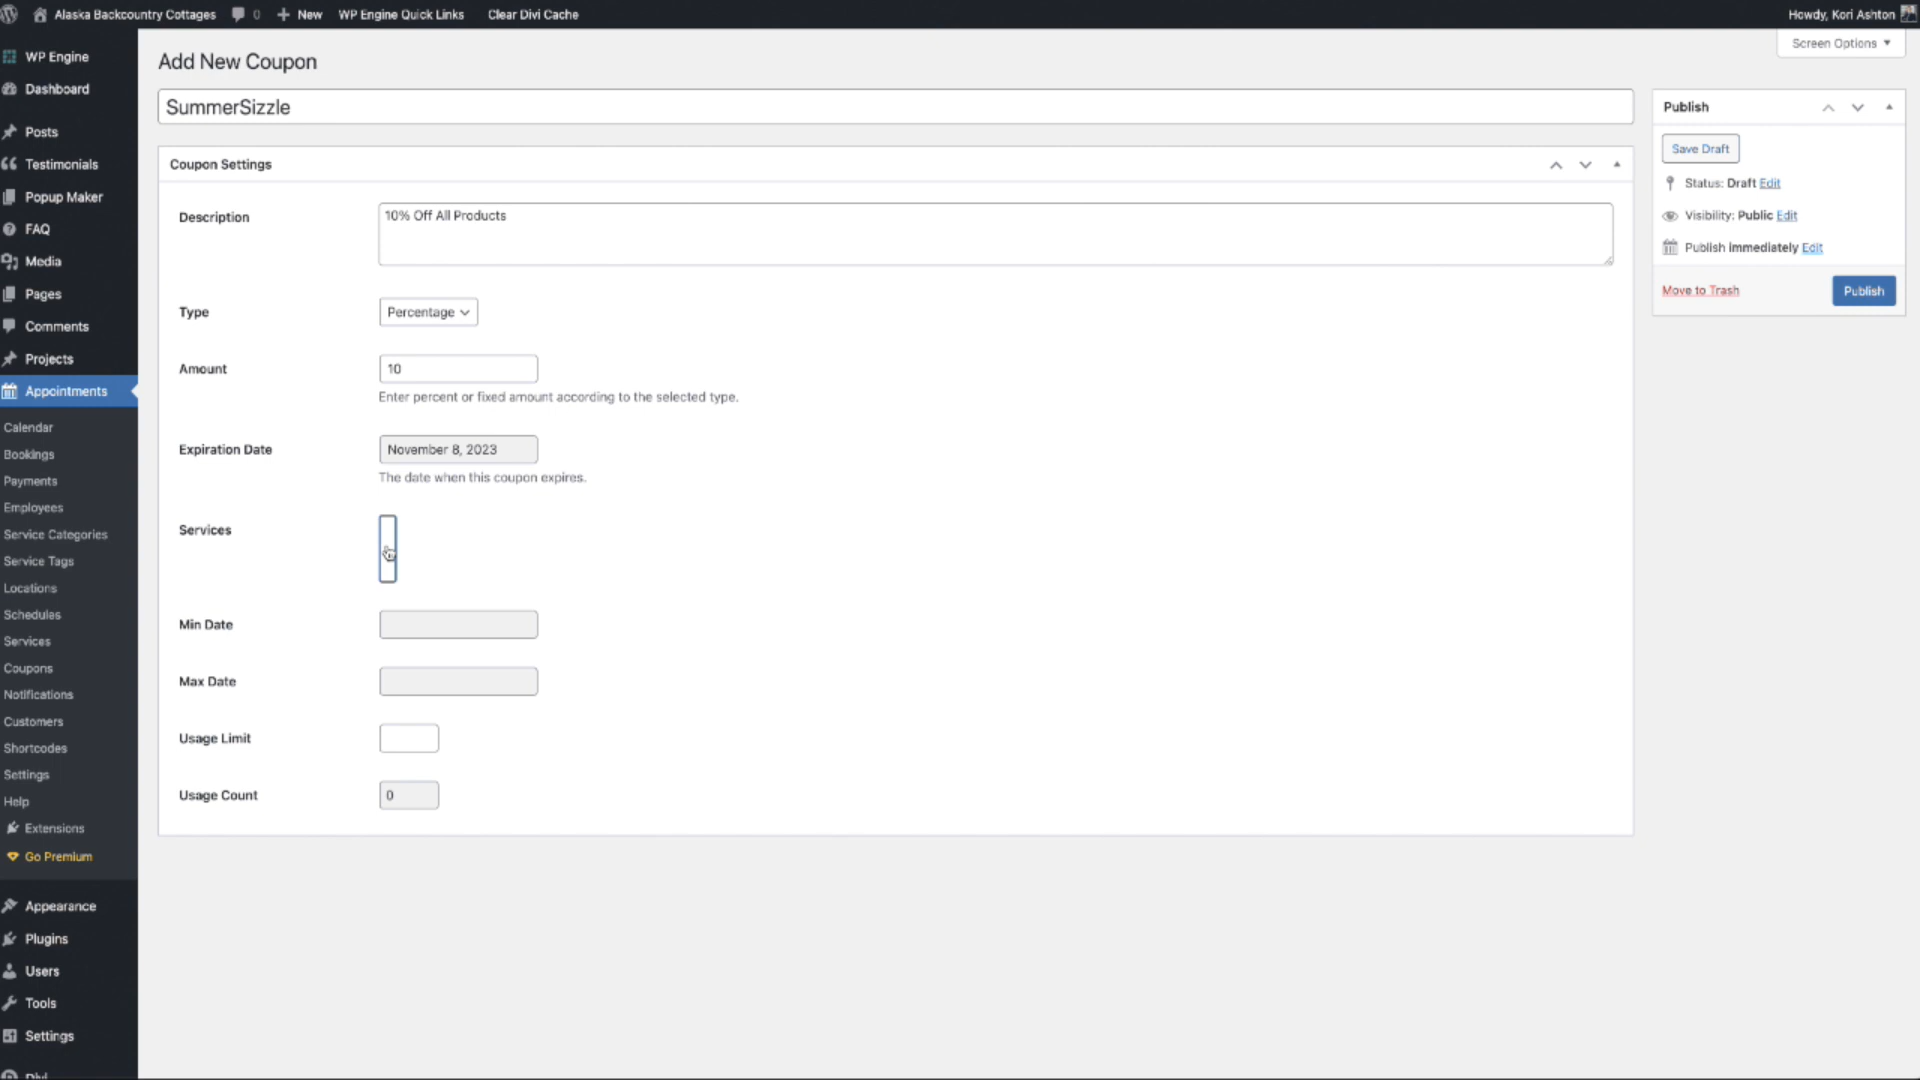 Alaska Backcountry Cottages
0
New
WP Engine Quick Links
Clear Divi Cache
Howdy, Kori Ashton
Screen Options
WP Engine
Dashboard
Posts
Testimonials
Popup Maker
FAQ
Media
Pages
Comments
Projects
Appointments
Calendar
Bookings
Payments
Employees
Service Categories
Service Tags
Locations
Schedules
Services
Coupons
Notifications
Customers
Shortcodes
Settings
Help
Extensions
Go Premium
Appearance
Plugins
Users
Tools
Settings
Divi
Add New Coupon
SummerSizzle
Coupon Settings
Description
10% Off All Products
Type
Percentage
Amount
10
Enter percent or fixed amount according to the selected type.
Expiration Date
November 8, 2023
The date when this coupon expires.
Services
Min Date
Max Date
Usage Limit
Usage Count
0
Publish
Save Draft
Status: Draft Edit
Visibility: Public Edit
Publish immediately Edit
Move to Trash
Publish